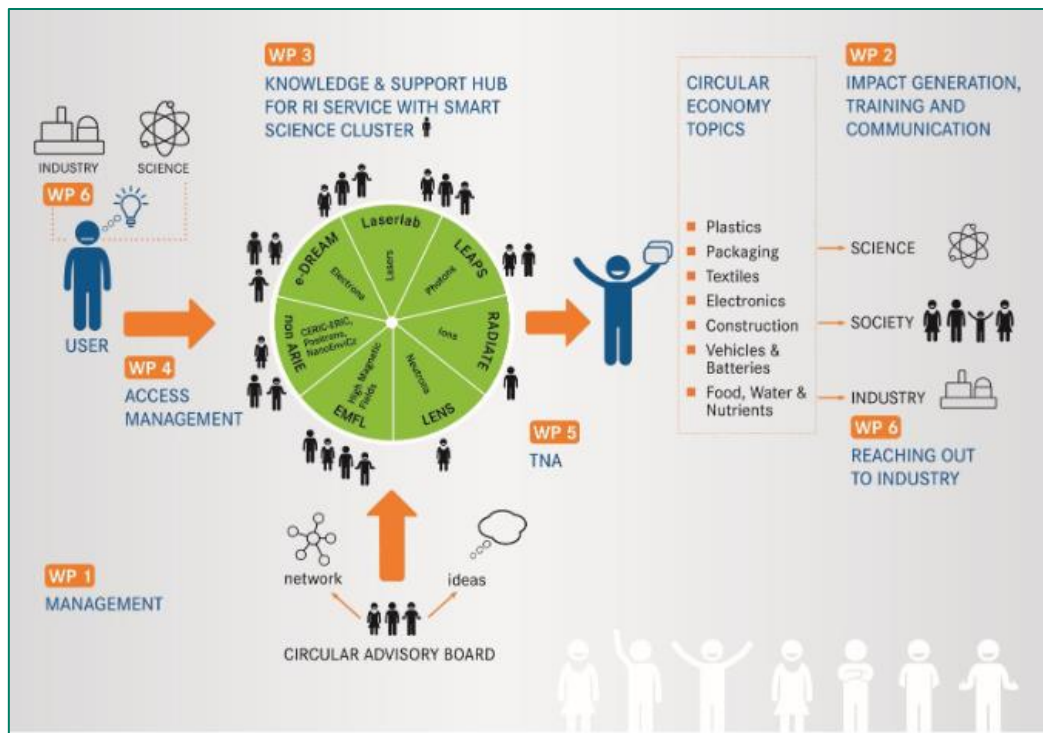 WP 3
KNOWLEDGE & SUPPORT HUB
FOR RI SERVICE WITH SMART
SCIENCE CLUSTER
INDUSTRY
SCIENCE
WP 6
USER
WP 4
ACCESS
MANAGEMENT
Laserlab
Lasers
LEAPS
Photons
RADIATE
Ions
LENS
Neutrons
EMFL
High Magnetic
Fields
non ARIE
CERIC-ERIC,
Positrons,
NanoEnviCz
e-DREAM
Electrons
WP 5
TNA
CIRCULAR
ECONOMY
TOPICS
Plastics
Packaging
Textiles
Electronics
Construction
Vehicles &
Batteries
Food, Water &
Nutrients
WP 2
IMPACT GENERATION,
TRAINING AND
COMMUNICATION
SCIENCE
SOCIETY
INDUSTRY
WP 6
REACHING OUT
TO INDUSTRY
network
ideas
CIRCULAR ADVISORY BOARD
WP 1
MANAGEMENT